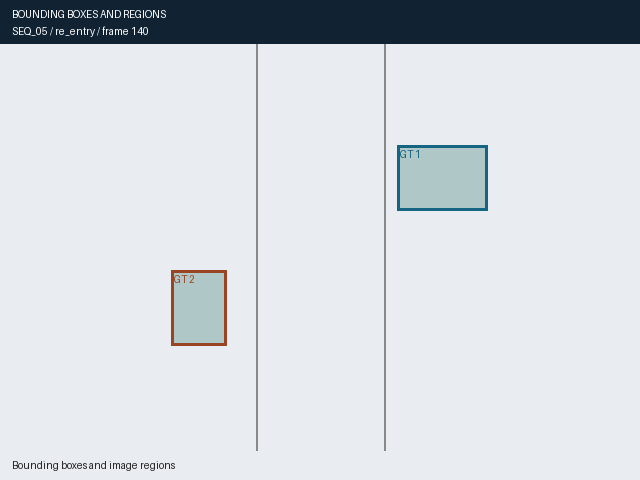 BOUNDING BOXES AND REGIONS
SEQ_05 / re_entry / frame 140
GT1
GT2
Bounding boxes and image regions